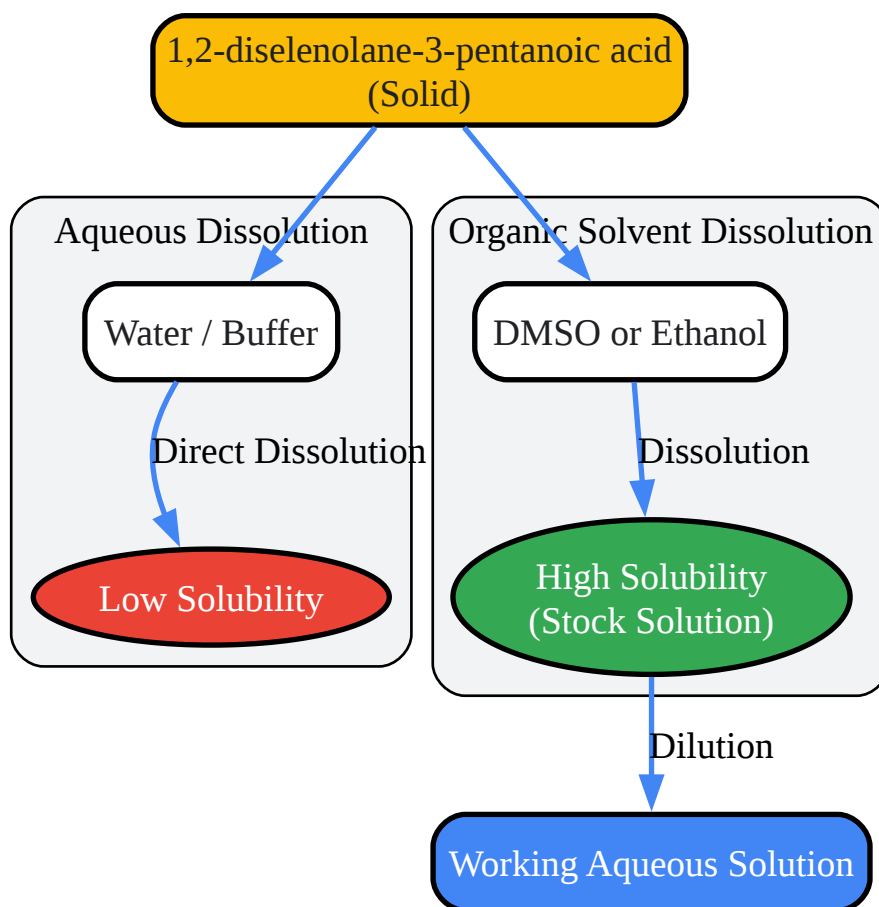 1,2-diselenolane-3-pentanoic acid
(Solid)
Aqueous Dissolution
Organic Solvent Dissolution
Water / Buffer
DMSO or Ethanol
Direct Dissolution
Dissolution
Low Solubility
High Solubility
(Stock Solution)
Dilution
Working Aqueous Solution